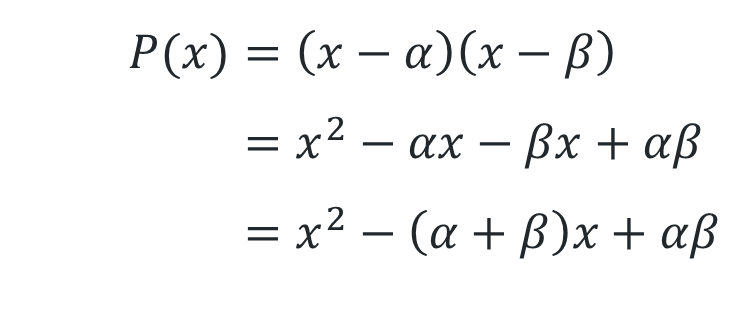 P(x) = (x − α)(x − β)
= x² − αx − βx + αβ
= x² − (α + β)x + αβ